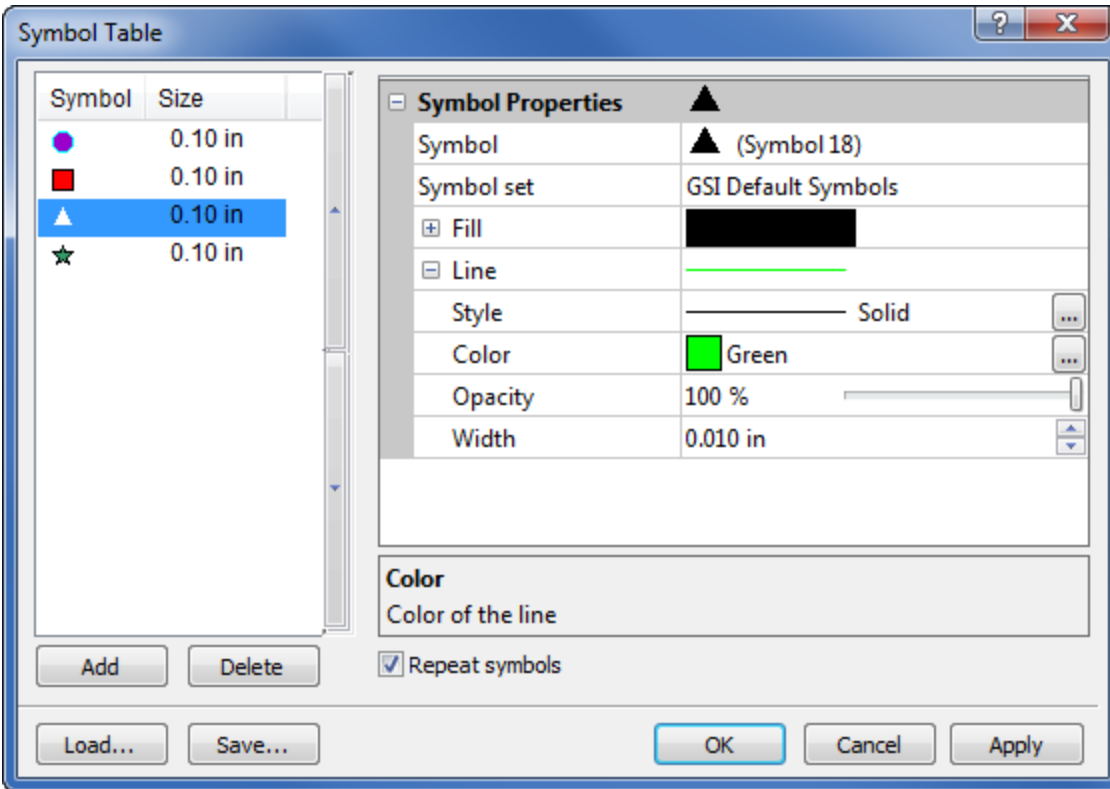 Symbol Table
?
Symbol Size
0.10 in
0.10 in
0.10 in
0.10 in
Add Delete
Symbol Properties
Symbol (Symbol 18)
Symbol set GSI Default Symbols
Fill
Line
Style Solid ...
Color Green ...
Opacity 100 %
Width 0.010 in
Color
Color of the line
Repeat symbols
Load... Save... OK Cancel Apply